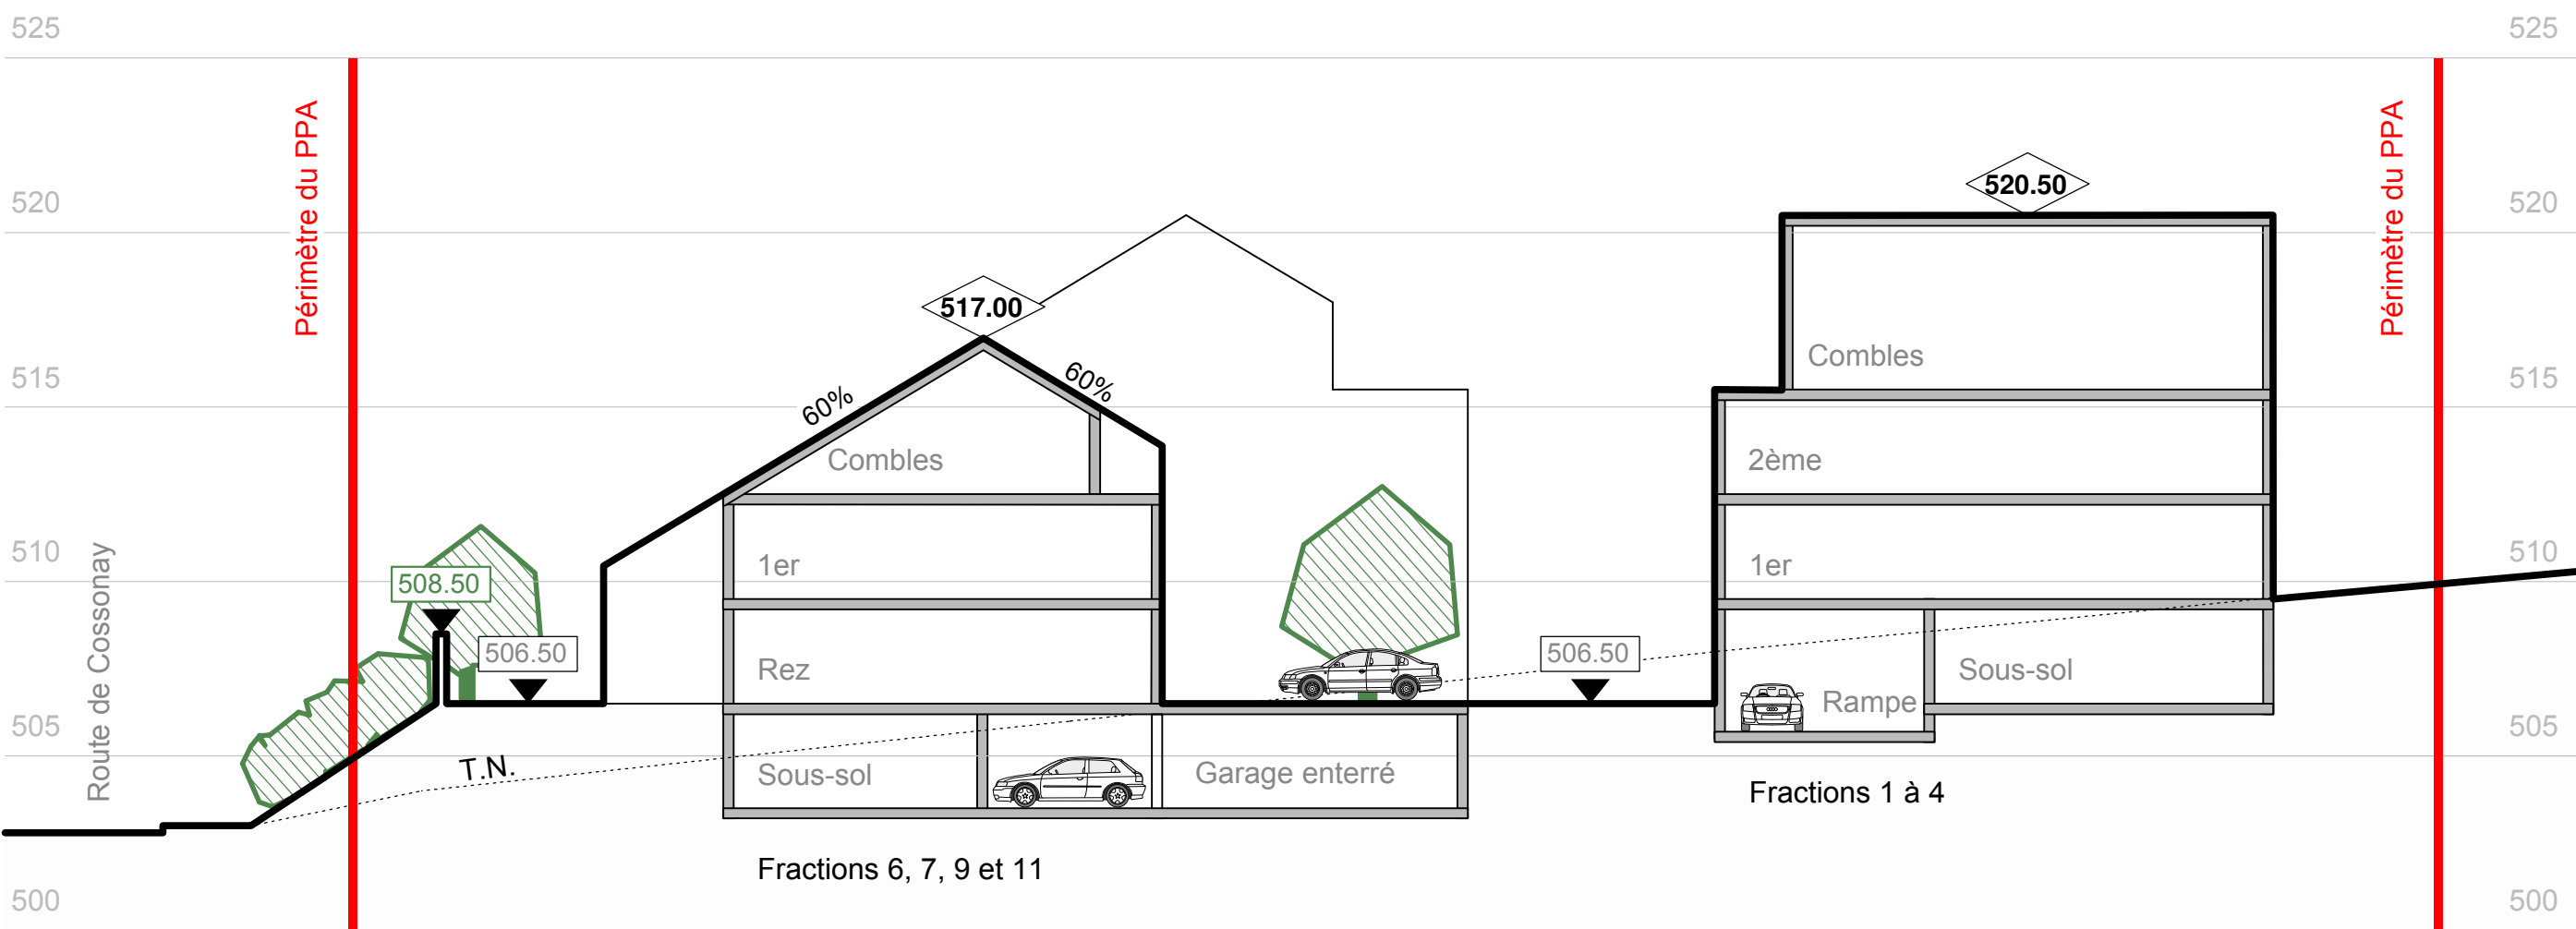 525
525
Périmètre du PPA
Périmètre du PPA
520.50
520
520
517.00
Combles
515
515
60%
60%
Combles
2ème
510
510
Route de Cossonay
508.50
1er
1er
506.50
506.50
Rez
Sous-sol
Rampe
505
505
T.N.
Sous-sol
Garage enterré
Fractions 1 à 4
Fractions 6, 7, 9 et 11
500
500